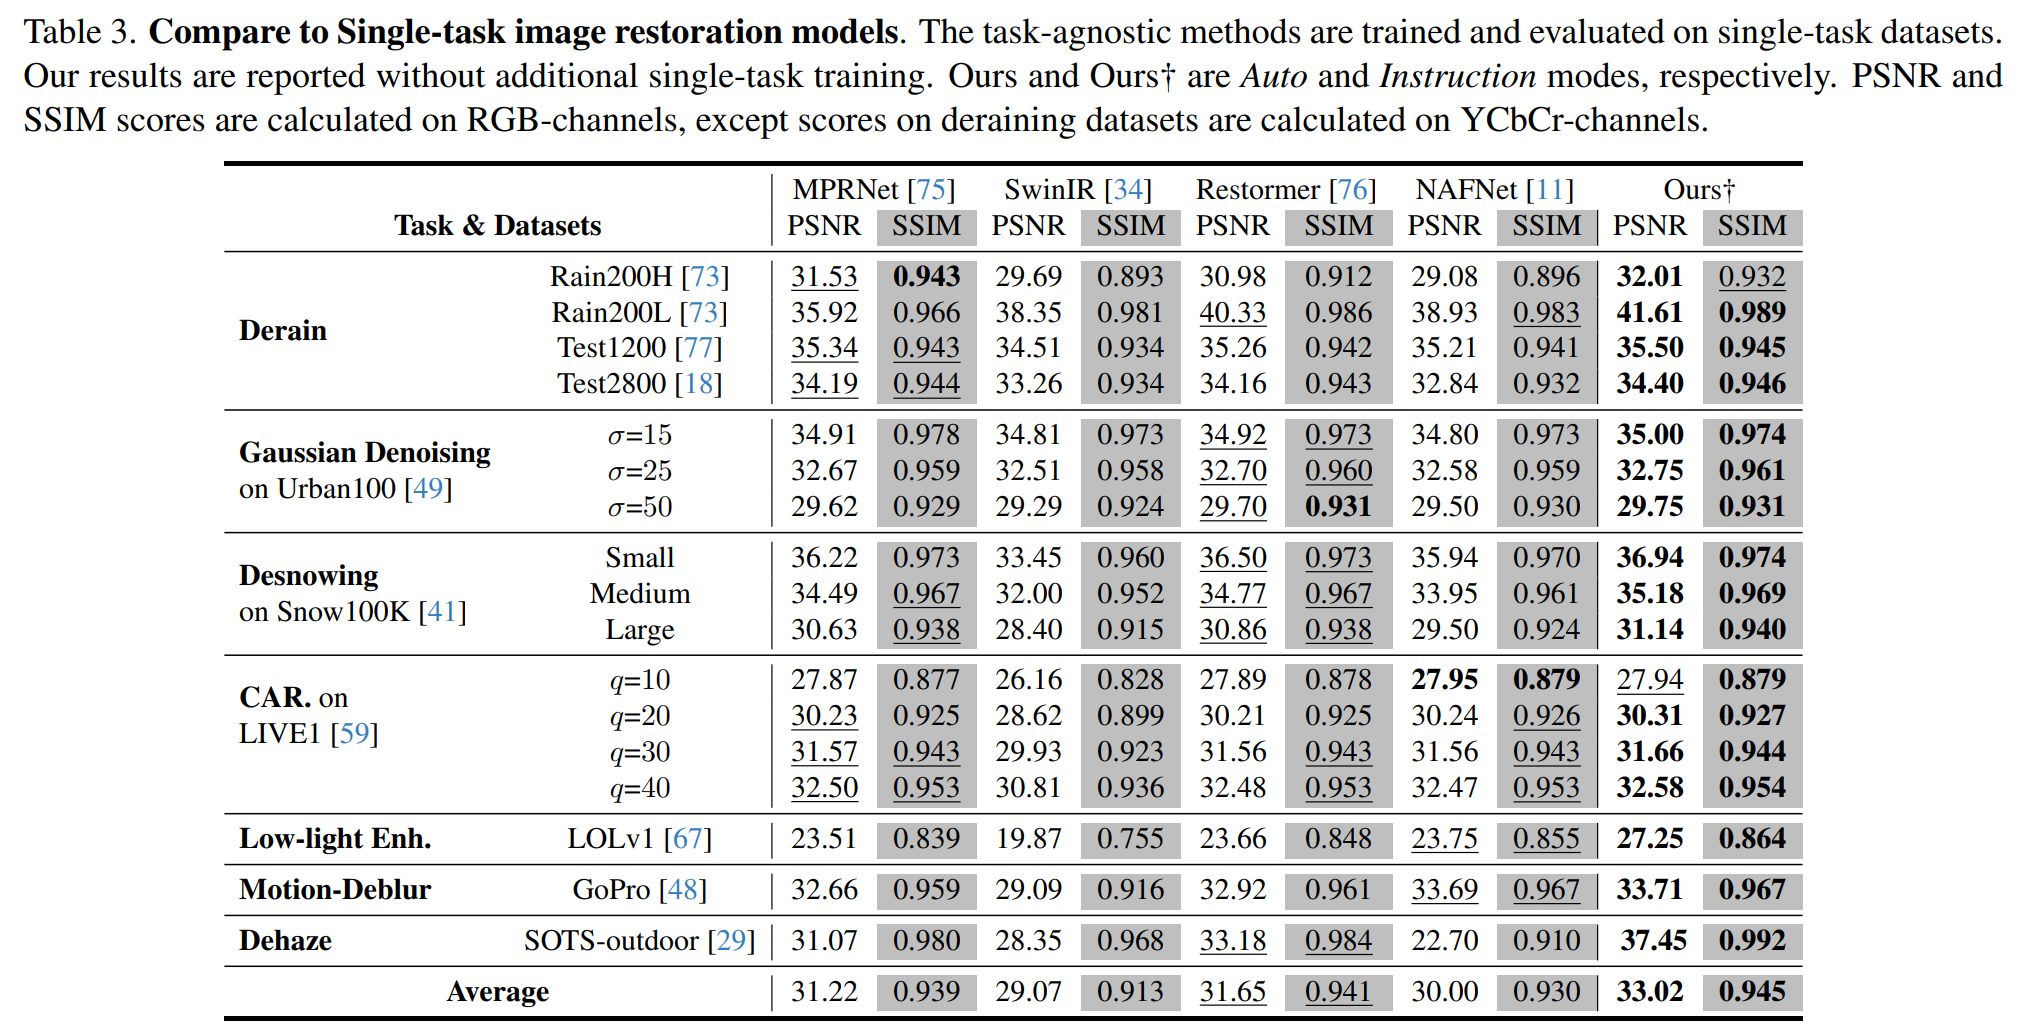 Table 3. Compare to Single-task image restoration models. The task-agnostic methods are trained and evaluated on single-task datasets.
Our results are reported without additional single-task training. Ours and Ours† are Auto and Instruction modes, respectively. PSNR and
SSIM scores are calculated on RGB-channels, except scores on deraining datasets are calculated on YCbCr-channels.
MPRNet [75] SwinIR [34] Restormer [76] NAFNet [11] Ours†
Task & Datasets PSNR SSIM PSNR SSIM PSNR SSIM PSNR SSIM PSNR SSIM
Rain200H [73] 31.53 0.943 29.69 0.893 30.98 0.912 29.08 0.896 32.01 0.932
Rain200L [73] 35.92 0.966 38.35 0.981 40.33 0.986 38.93 0.983 41.61 0.989
Derain
Test1200 [77] 35.34 0.943 34.51 0.934 35.26 0.942 35.21 0.941 35.50 0.945
Test2800 [18] 34.19 0.944 33.26 0.934 34.16 0.943 32.84 0.932 34.40 0.946
σ=15 34.91 0.978 34.81 0.973 34.92 0.973 34.80 0.973 35.00 0.974
Gaussian Denoising
σ=25 32.67 0.959 32.51 0.958 32.70 0.960 32.58 0.959 32.75 0.961
on Urban100 [49]
σ=50 29.62 0.929 29.29 0.924 29.70 0.931 29.50 0.930 29.75 0.931
Small 36.22 0.973 33.45 0.960 36.50 0.973 35.94 0.970 36.94 0.974
Desnowing
Medium 34.49 0.967 32.00 0.952 34.77 0.967 33.95 0.961 35.18 0.969
on Snow100K [41]
Large 30.63 0.938 28.40 0.915 30.86 0.938 29.50 0.924 31.14 0.940
q=10 27.87 0.877 26.16 0.828 27.89 0.878 27.95 0.879 27.94 0.879
CAR. on
q=20 30.23 0.925 28.62 0.899 30.21 0.925 30.24 0.926 30.31 0.927
LIVE1 [59]
q=30 31.57 0.943 29.93 0.923 31.56 0.943 31.56 0.943 31.66 0.944
q=40 32.50 0.953 30.81 0.936 32.48 0.953 32.47 0.953 32.58 0.954
Low-light Enh. LOLv1 [67] 23.51 0.839 19.87 0.755 23.66 0.848 23.75 0.855 27.25 0.864
Motion-Deblur GoPro [48] 32.66 0.959 29.09 0.916 32.92 0.961 33.69 0.967 33.71 0.967
Dehaze SOTS-outdoor [29] 31.07 0.980 28.35 0.968 33.18 0.984 22.70 0.910 37.45 0.992
Average 31.22 0.939 29.07 0.913 31.65 0.941 30.00 0.930 33.02 0.945